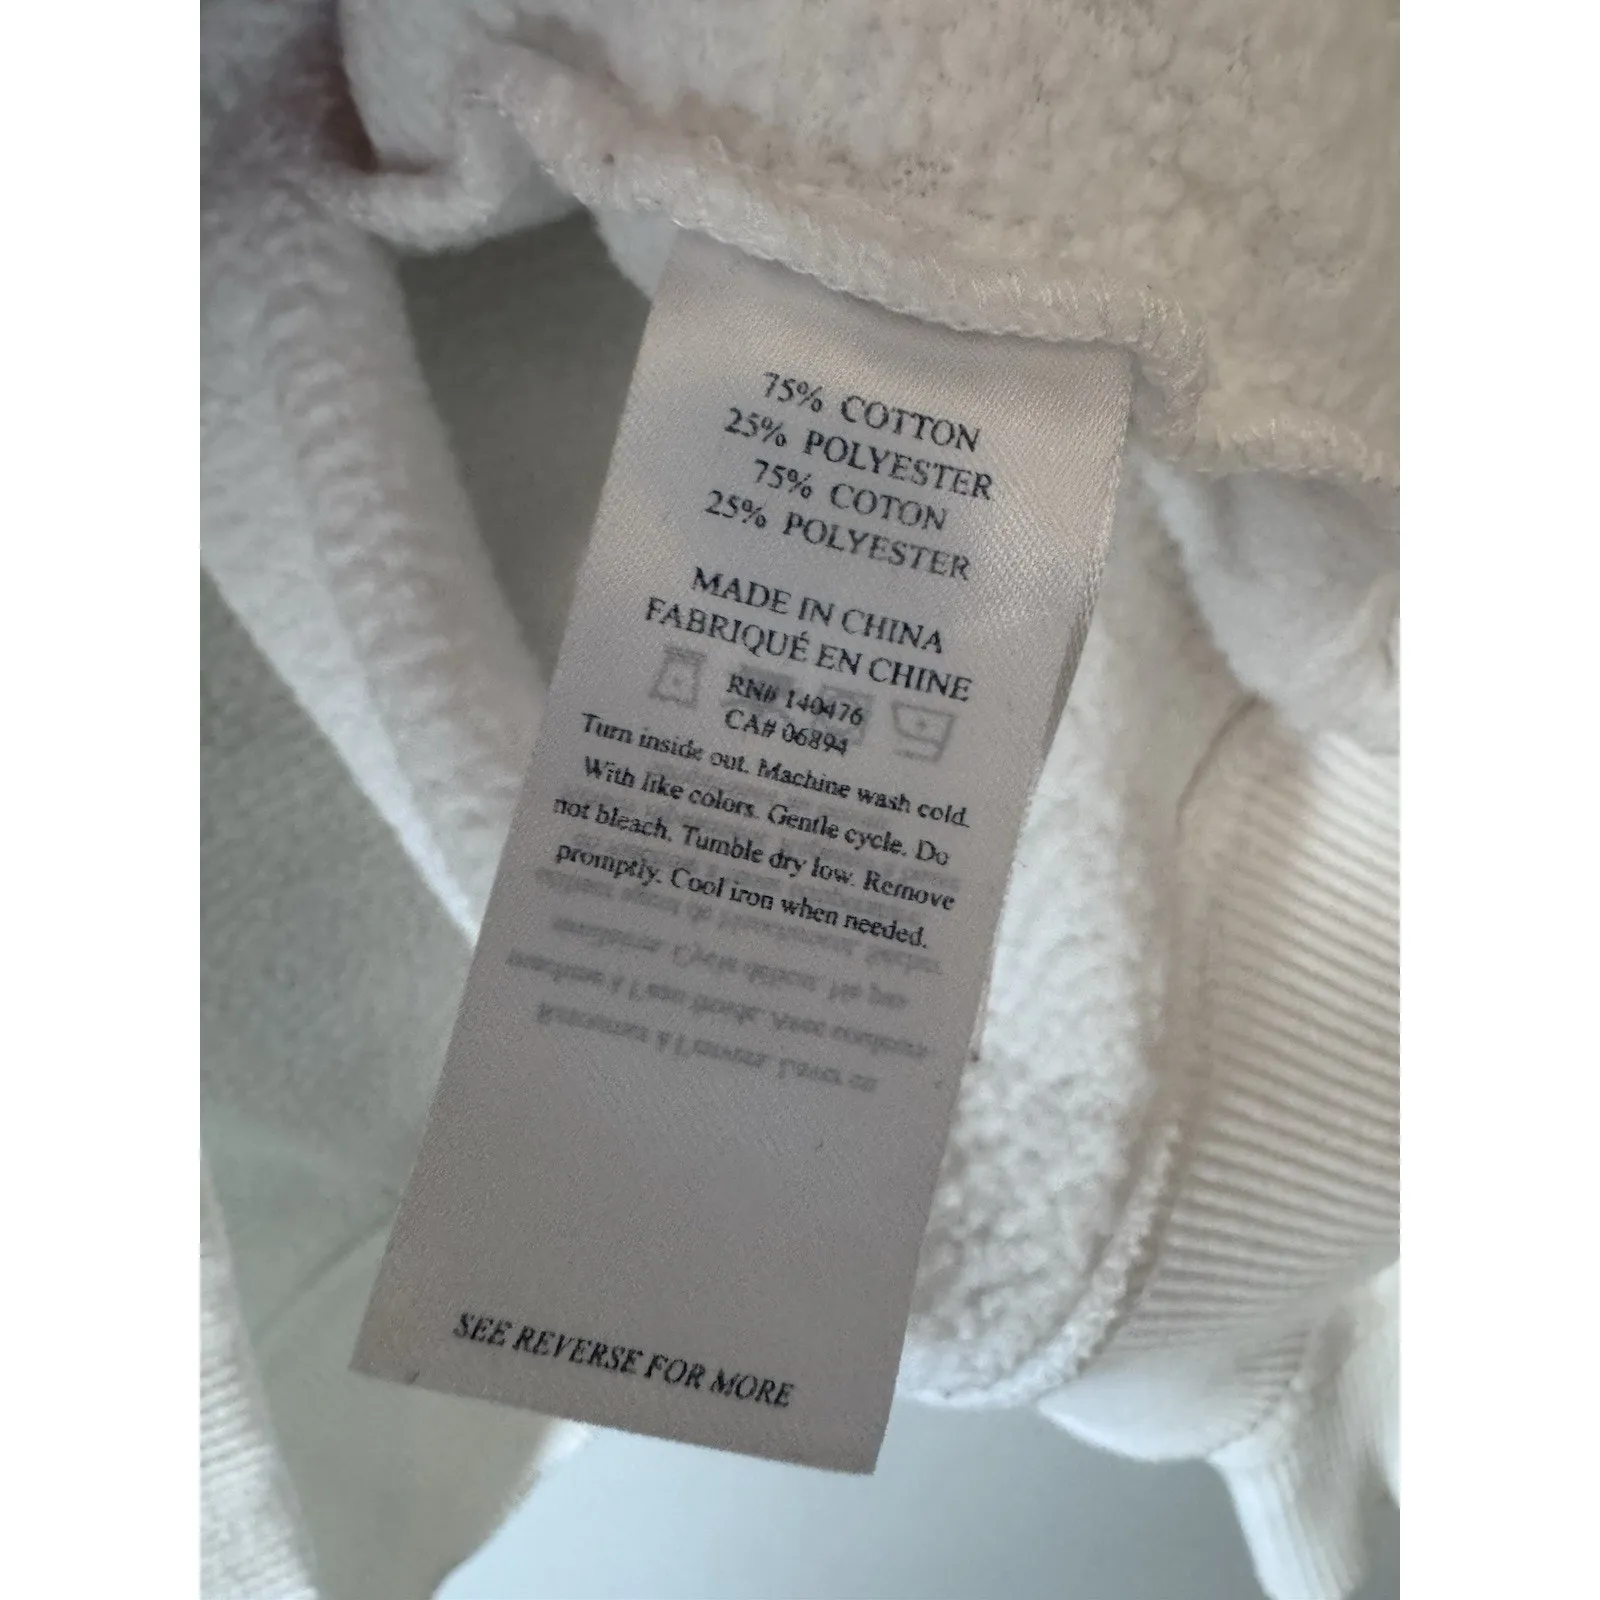 75% COTTON
25% POLYESTER
75% COTON
25% POLYESTER
MADE IN CHINA
FABRIQUÉ EN CHINE
RN# 140476
CA# 06894
Turn inside out. Machine wash cold.
With like colors. Gentle cycle. Do
not bleach. Tumble dry low. Remove
promptly. Cool iron when needed.
SEE REVERSE FOR MORE